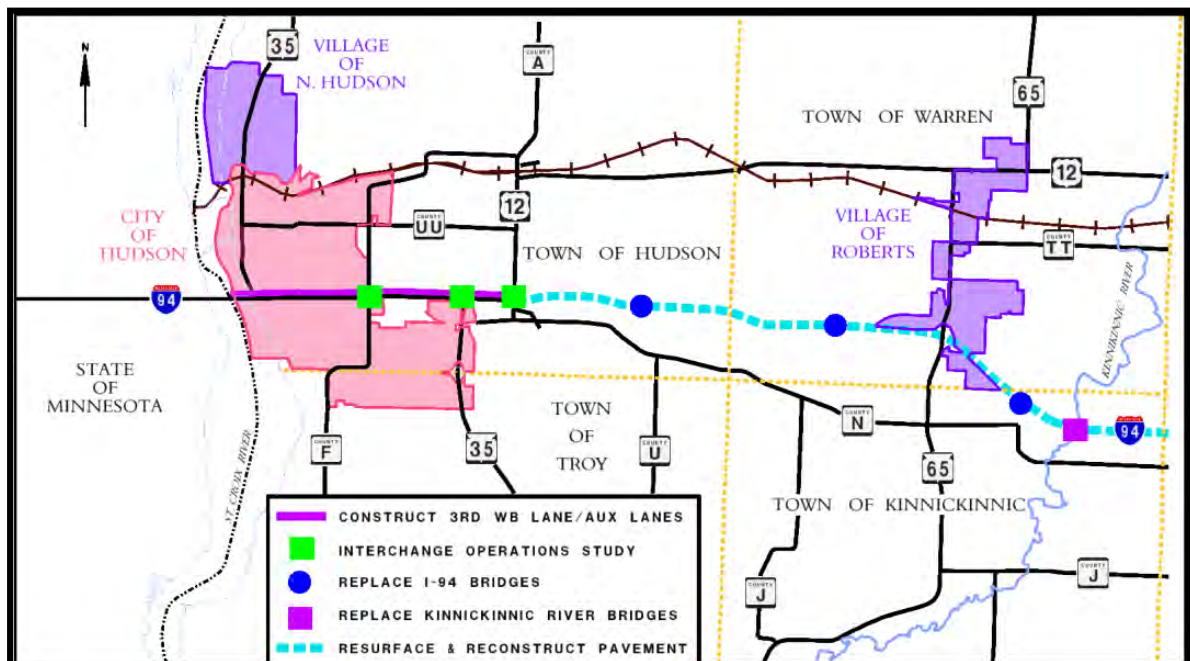 N
35
VILLAGE
OF
N. HUDSON
COUNTY
A
65
TOWN OF WARREN
12
CITY
OF
HUDSON
COUNTY
UU
12
TOWN OF HUDSON
VILLAGE
OF
ROBERTS
COUNTY
TT
KINNIKINNIC RIVER
94
STATE
OF
MINNESOTA
ST. CROIX RIVER
COUNTY
F
35
TOWN
OF
TROY
COUNTY
U
COUNTY
N
65
94
TOWN OF KINNICKINNIC
COUNTY
J
COUNTY
J
CONSTRUCT 3RD WB LANE/AUX LANES
INTERCHANGE OPERATIONS STUDY
REPLACE I-94 BRIDGES
REPLACE KINNICKINNIC RIVER BRIDGES
RESURFACE & RECONSTRUCT PAVEMENT